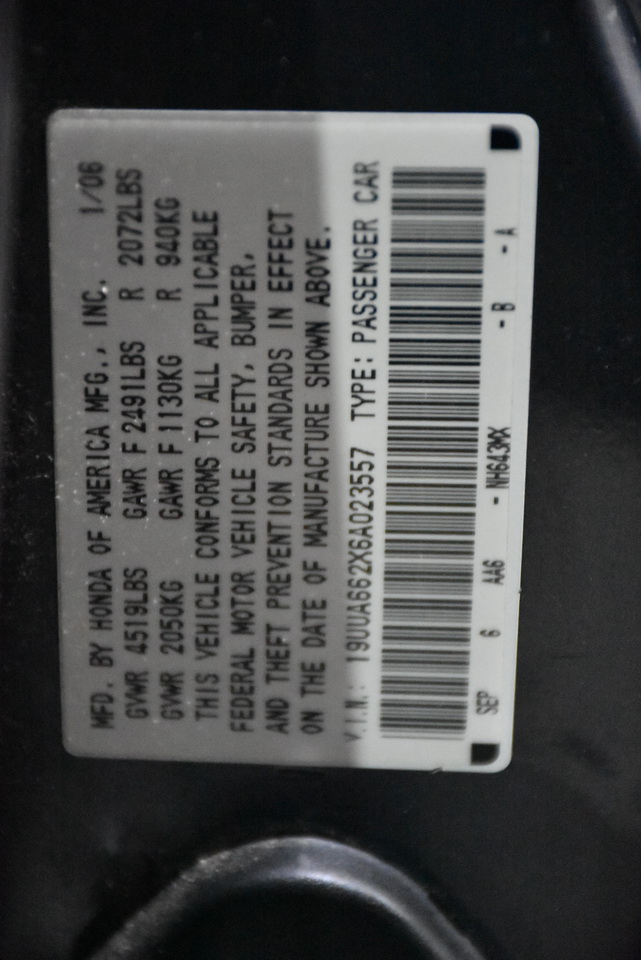 MFD. BY HONDA OF AMERICA MFG., INC. 1/06
GVWR 4519LBS GAWR F 2491LBS R 2072LBS
GVWR 2050KG GAWR F 1130KG R 940KG
THIS VEHICLE CONFORMS TO ALL APPLICABLE
FEDERAL MOTOR VEHICLE SAFETY, BUMPER,
AND THEFT PREVENTION STANDARDS IN EFFECT
ON THE DATE OF MANUFACTURE SHOWN ABOVE.
V.I.N.: 19UUA662X6A023557 TYPE: PASSENGER CAR
SEP 6 AA6 - NH643MX - B - A